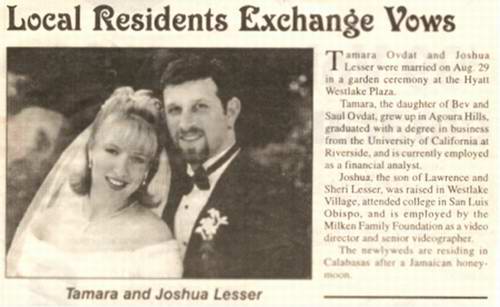 Local Residents Exchange Vows
Tamara Ovdat and Joshua
Lesser were married on Aug. 29
in a garden ceremony at the Hyatt
Westlake Plaza.
Tamara, the daughter of Bev and
Saul Ovdat, grew up in Agoura Hills,
graduated with a degree in business
from the University of California at
Riverside, and is currently employed
as a financial analyst.
Joshua, the son of Lawrence and
Sheri Lesser, was raised in Westlake
Village, attended college in San Luis
Obispo, and is employed by the
Milken Family Foundation as a video
director and senior videographer.
The newlyweds are residing in
Calabasas after a Jamaican honey-
moon.
Tamara and Joshua Lesser